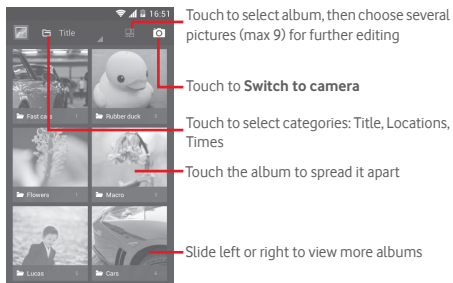 16:51
Title
Touch to select album, then choose several
pictures (max 9) for further editing
Touch to Switch to camera
Touch to select categories: Title, Locations,
Times
Touch the album to spread it apart
Slide left or right to view more albums
Fast cars
Rubber duck
Flowers
Macro
Lucas
Cars